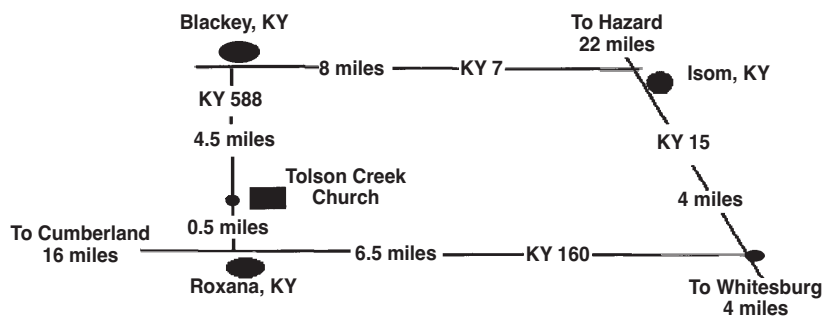 Blackey, KY
To Hazard
22 miles
8 miles
KY 7
Isom, KY
KY 588
KY 15
4.5 miles
Tolson Creek
Church
4 miles
0.5 miles
To Cumberland
16 miles
6.5 miles
KY 160
Roxana, KY
To Whitesburg
4 miles